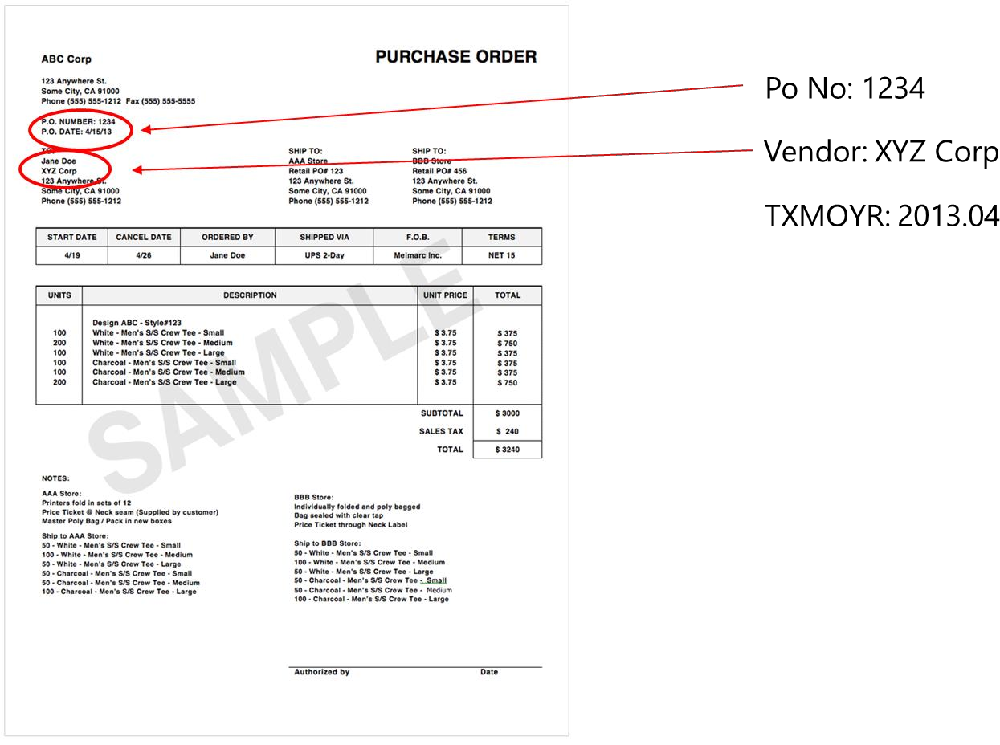 ABC Corp
PURCHASE ORDER
123 Anywhere St.
Some City, CA 91000
Phone (555) 555-1212  Fax (555) 555-5555
P.O. NUMBER: 1234
P.O. DATE: 4/15/13
TO:
Jane Doe
XYZ Corp
123 Anywhere St.
Some City, CA 91000
Phone (555) 555-1212
SHIP TO:
AAA Store
Retail PO# 123
123 Anywhere St.
Some City, CA 91000
Phone (555) 555-1212
SHIP TO:
BBB Store
Retail PO# 456
123 Anywhere St.
Some City, CA 91000
Phone (555) 555-1212
START DATE CANCEL DATE ORDERED BY SHIPPED VIA F.O.B. TERMS
4/19 4/26 Jane Doe UPS 2-Day Melmarc Inc. NET 15
UNITS DESCRIPTION UNIT PRICE TOTAL
Design ABC - Style#123
100 White - Men's S/S Crew Tee - Small $ 3.75 $ 375
200 White - Men's S/S Crew Tee - Medium $ 3.75 $ 750
100 White - Men's S/S Crew Tee - Large $ 3.75 $ 375
100 Charcoal - Men's S/S Crew Tee - Small $ 3.75 $ 375
100 Charcoal - Men's S/S Crew Tee - Medium $ 3.75 $ 375
200 Charcoal - Men's S/S Crew Tee - Large $ 3.75 $ 750
SUBTOTAL $ 3000
SALES TAX $ 240
TOTAL $ 3240
SAMPLE
NOTES:
AAA Store:
Printers fold in sets of 12
Price Ticket @ Neck seam (Supplied by customer)
Master Poly Bag / Pack in new boxes
Ship to AAA Store:
50 - White - Men's S/S Crew Tee - Small
100 - White - Men's S/S Crew Tee - Medium
50 - White - Men's S/S Crew Tee - Large
50 - Charcoal - Men's S/S Crew Tee - Small
50 - Charcoal - Men's S/S Crew Tee - Medium
100 - Charcoal - Men's S/S Crew Tee - Large
BBB Store:
Individually folded and poly bagged
Bag sealed with clear tap
Price Ticket through Neck Label
Ship to BBB Store:
50 - White - Men's S/S Crew Tee - Small
100 - White - Men's S/S Crew Tee - Medium
50 - White - Men's S/S Crew Tee - Large
50 - Charcoal - Men's S/S Crew Tee - Small
50 - Charcoal - Men's S/S Crew Tee - Medium
100 - Charcoal - Men's S/S Crew Tee - Large
Authorized by Date
Po No: 1234
Vendor: XYZ Corp
TXMOYR: 2013.04